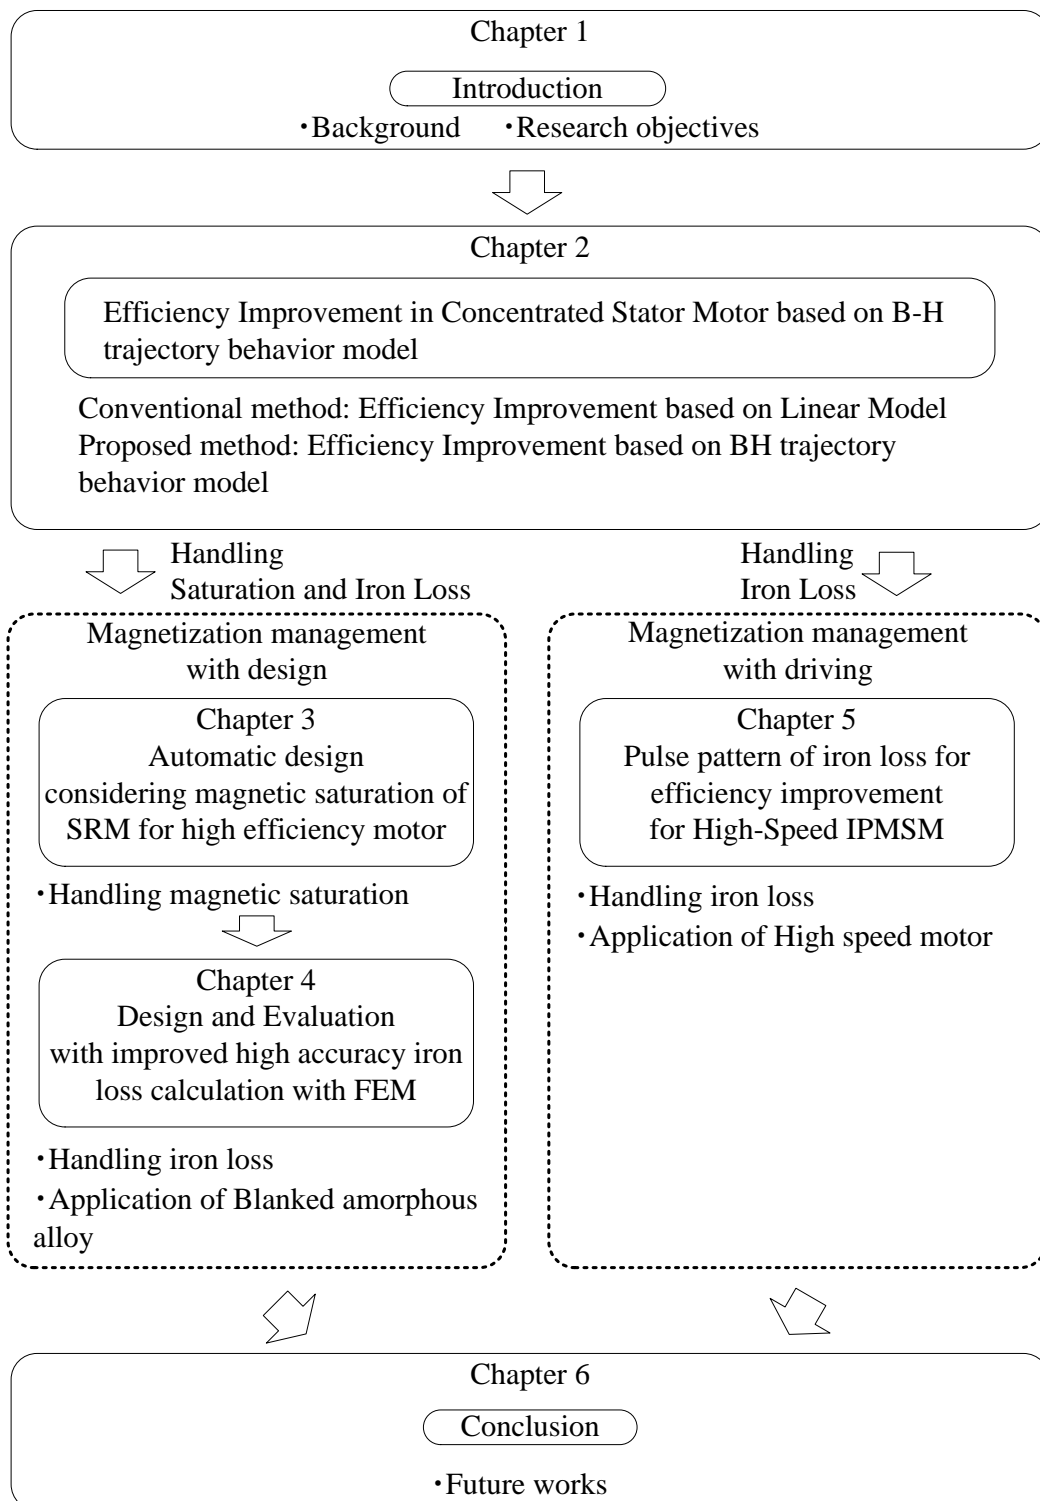 Chapter 1
Introduction
・Background ・Research objectives
Chapter 2
Efficiency Improvement in Concentrated Stator Motor based on B-H
trajectory behavior model
Conventional method: Efficiency Improvement based on Linear Model
Proposed method: Efficiency Improvement based on BH trajectory
behavior model
Handling
Saturation and Iron Loss
Handling
Iron Loss
Magnetization management
with design
Chapter 3
Automatic design
considering magnetic saturation of
SRM for high efficiency motor
・Handling magnetic saturation
Chapter 4
Design and Evaluation
with improved high accuracy iron
loss calculation with FEM
・Handling iron loss
・Application of Blanked amorphous
alloy
Magnetization management
with driving
Chapter 5
Pulse pattern of iron loss for
efficiency improvement
for High-Speed IPMSM
・Handling iron loss
・Application of High speed motor
Chapter 6
Conclusion
・Future works